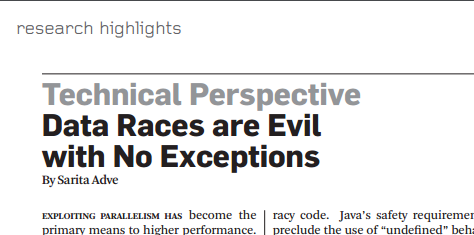 research highlights
Technical Perspective
Data Races are Evil
with No Exceptions
By Sarita Adve
EXPLOITING PARALLELISM HAS become the
primary means to higher performance.
racy code. Java's safety requiremen
preclude the use of "undefined" beha